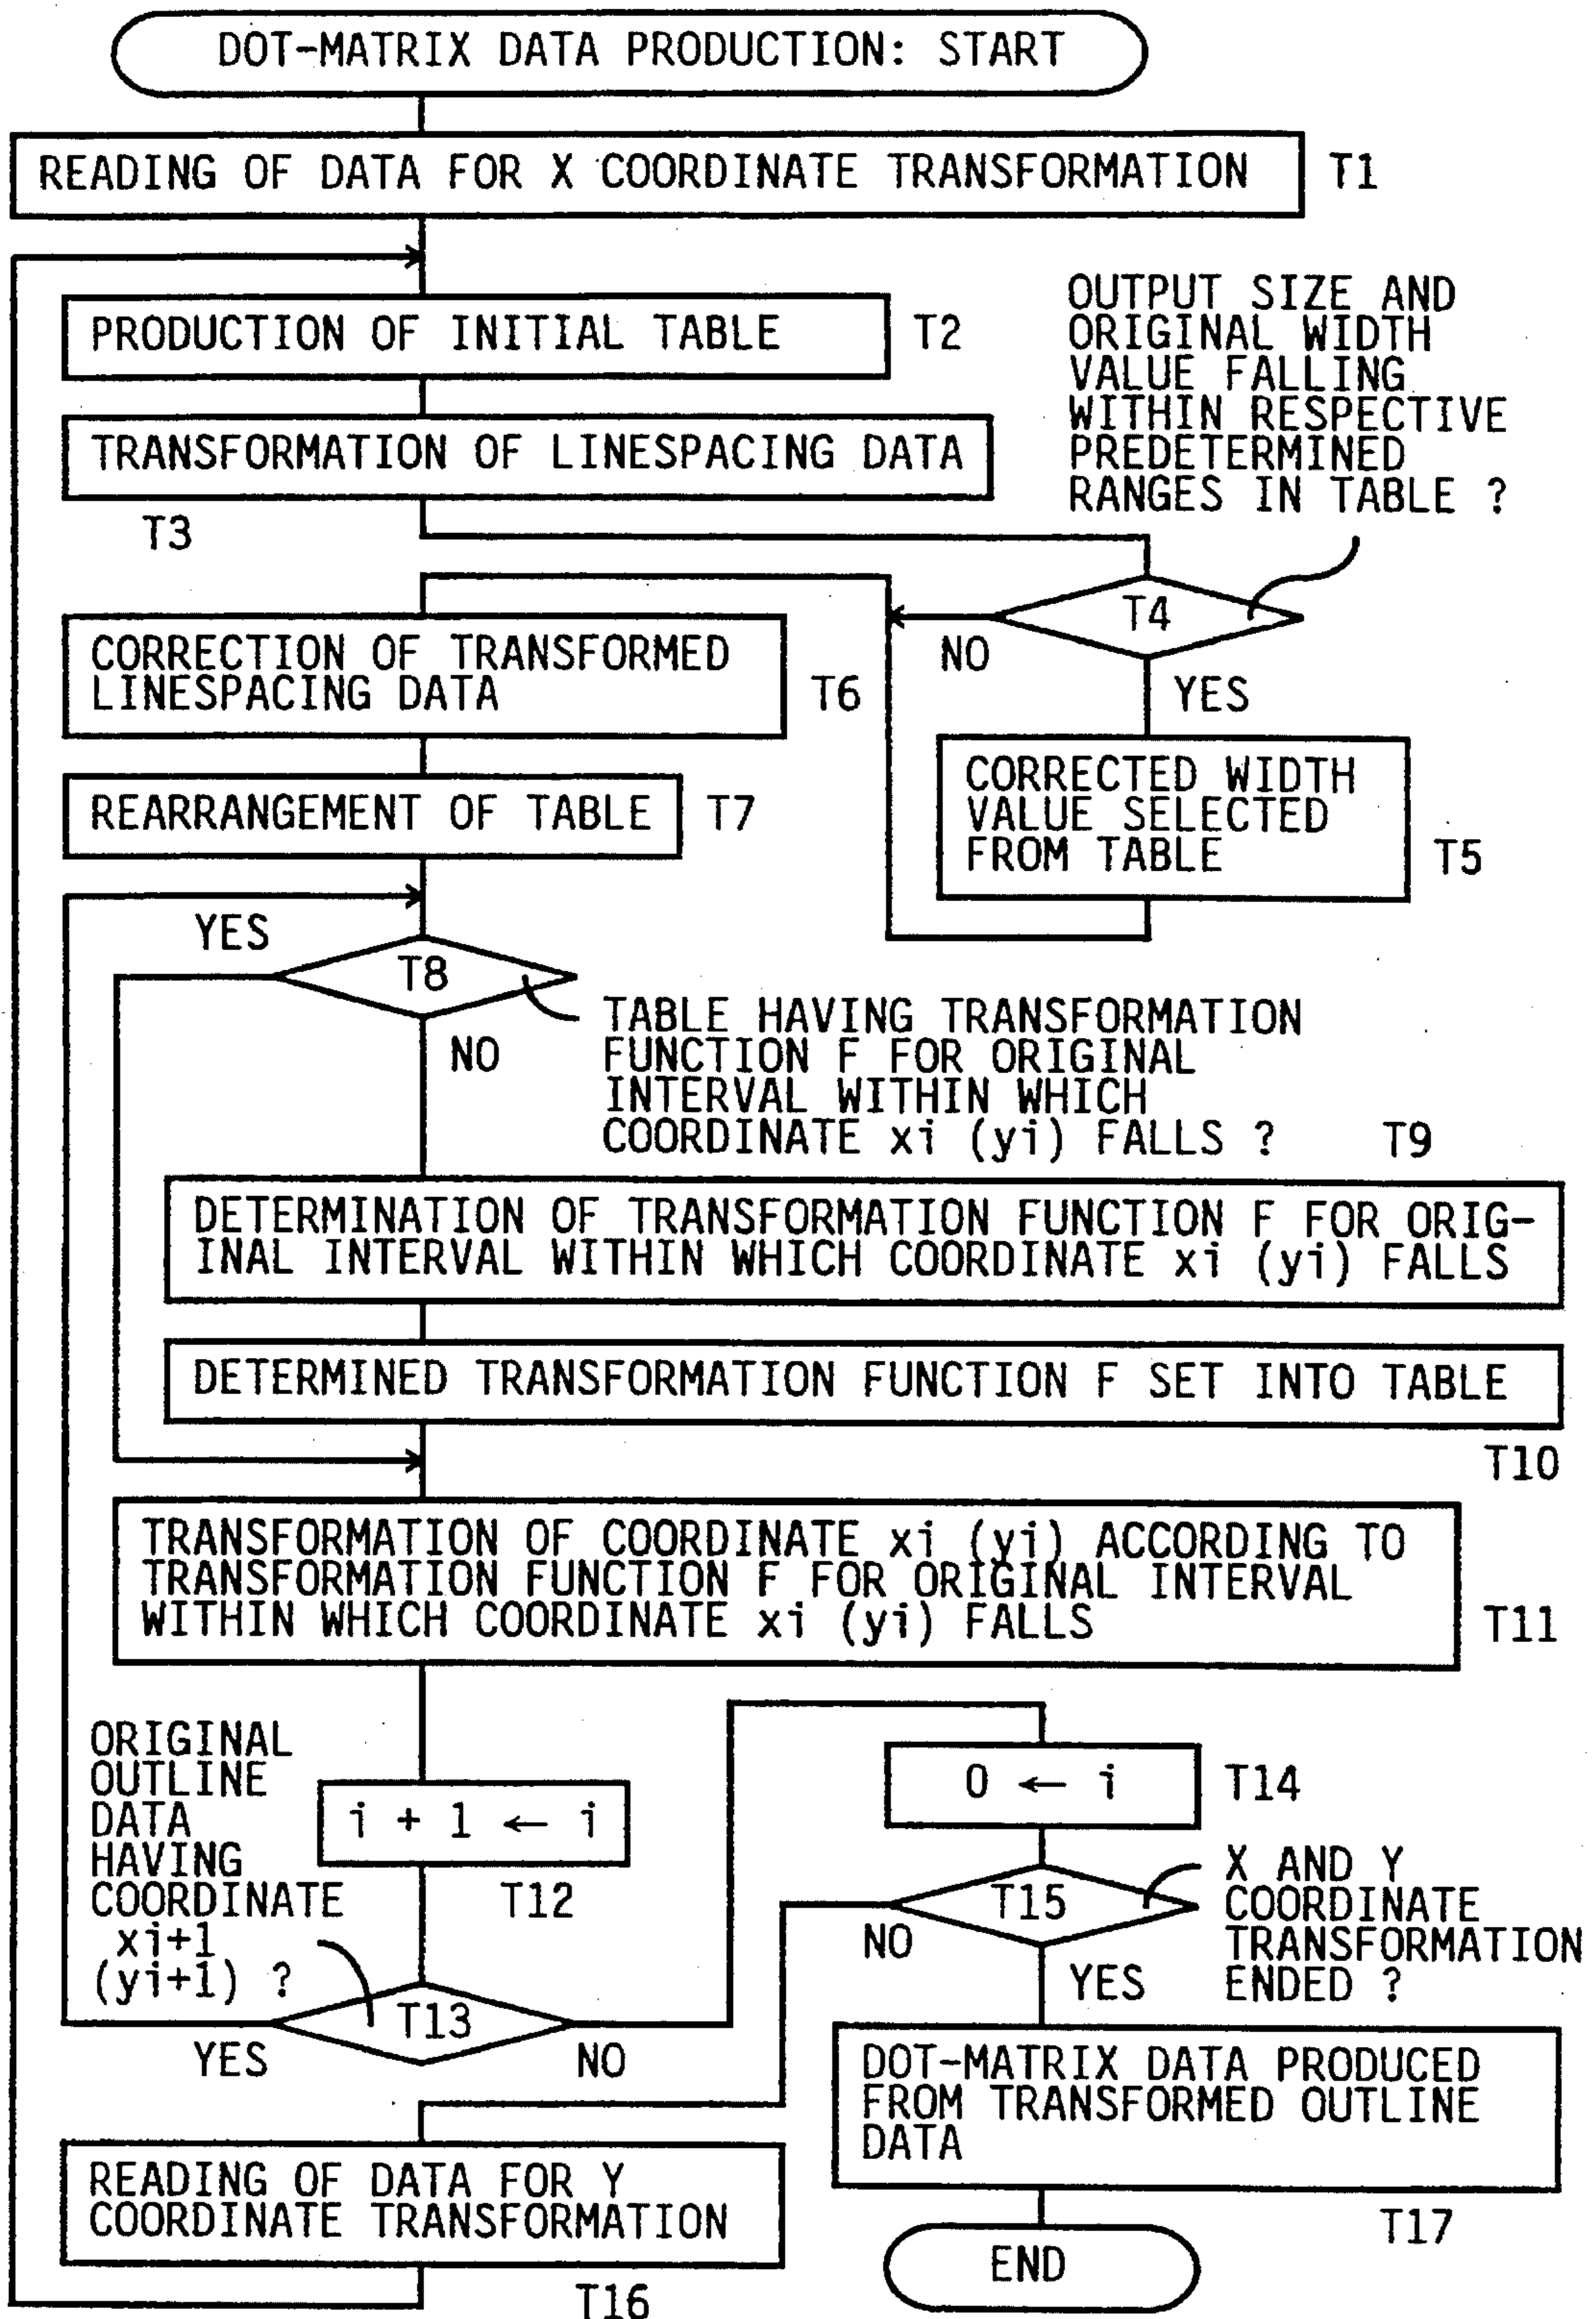 DOT-MATRIX DATA PRODUCTION: START
READING OF DATA FOR X COORDINATE TRANSFORMATION
T1
PRODUCTION OF INITIAL TABLE
T2
OUTPUT SIZE AND
ORIGINAL WIDTH
VALUE FALLING
WITHIN RESPECTIVE
PREDETERMINED
RANGES IN TABLE ?
TRANSFORMATION OF LINESPACING DATA
T3
T4
NO
YES
CORRECTION OF TRANSFORMED
LINESPACING DATA
T6
CORRECTED WIDTH
VALUE SELECTED
FROM TABLE
T5
REARRANGEMENT OF TABLE
T7
YES
T8
NO
TABLE HAVING TRANSFORMATION
FUNCTION F FOR ORIGINAL
INTERVAL WITHIN WHICH
COORDINATE xi (yi) FALLS ?
T9
DETERMINATION OF TRANSFORMATION FUNCTION F FOR ORIG-
INAL INTERVAL WITHIN WHICH COORDINATE xi (yi) FALLS
DETERMINED TRANSFORMATION FUNCTION F SET INTO TABLE
T10
TRANSFORMATION OF COORDINATE xi (yi) ACCORDING TO
TRANSFORMATION FUNCTION F FOR ORIGINAL INTERVAL
WITHIN WHICH COORDINATE xi (yi) FALLS
T11
ORIGINAL
OUTLINE
DATA
HAVING
COORDINATE
xi+1
(yi+1) ?
i + 1 ← i
T12
T13
YES
NO
0 ← i
T14
T15
NO
YES
X AND Y
COORDINATE
TRANSFORMATION
ENDED ?
DOT-MATRIX DATA PRODUCED
FROM TRANSFORMED OUTLINE
DATA
T17
READING OF DATA FOR Y
COORDINATE TRANSFORMATION
T16
END